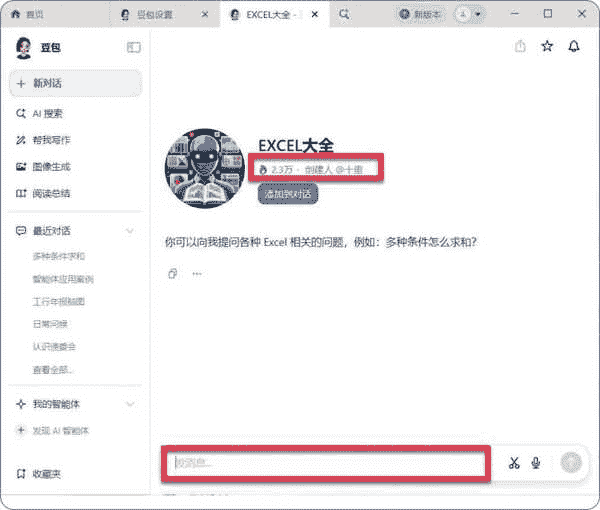 首页
豆包设置
EXCEL大全 -
新版本
豆包
新对话
AI 搜索
帮我写作
图像生成
阅读总结
最近对话
多种条件求和
智能体应用案例
工行年报脑图
日常问候
认识债委会
查看全部...
我的智能体
发现 AI 智能体
收藏夹
EXCEL大全
2.3万 · 创建人 @十里
添加到对话
你可以向我提问各种 Excel 相关的问题，例如：多种条件怎么求和？
发消息...